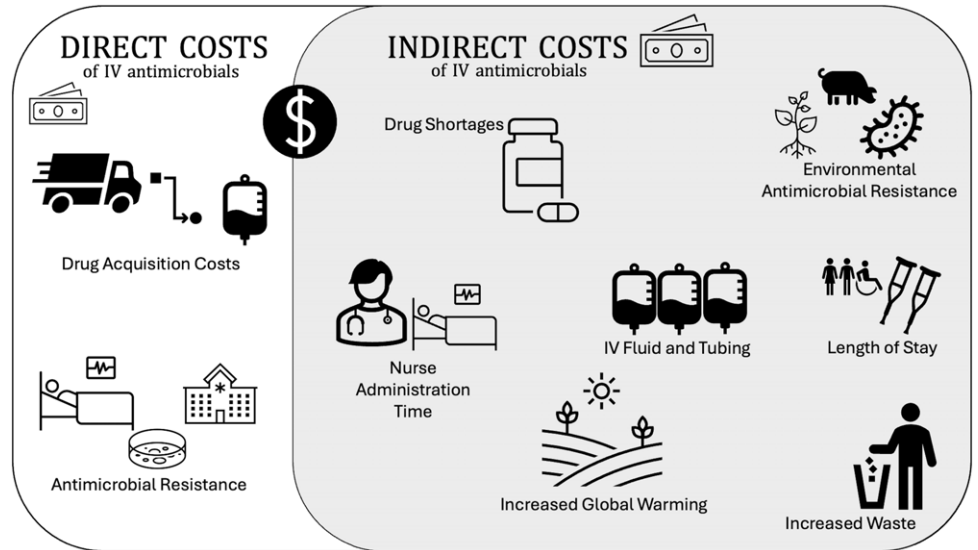 DIRECT COSTS
of IV antimicrobials
$
Drug Acquisition Costs
Antimicrobial Resistance
INDIRECT COSTS
of IV antimicrobials
Drug Shortages
Environmental
Antimicrobial Resistance
Nurse
Administration
Time
IV Fluid and Tubing
Length of Stay
Increased Global Warming
Increased Waste